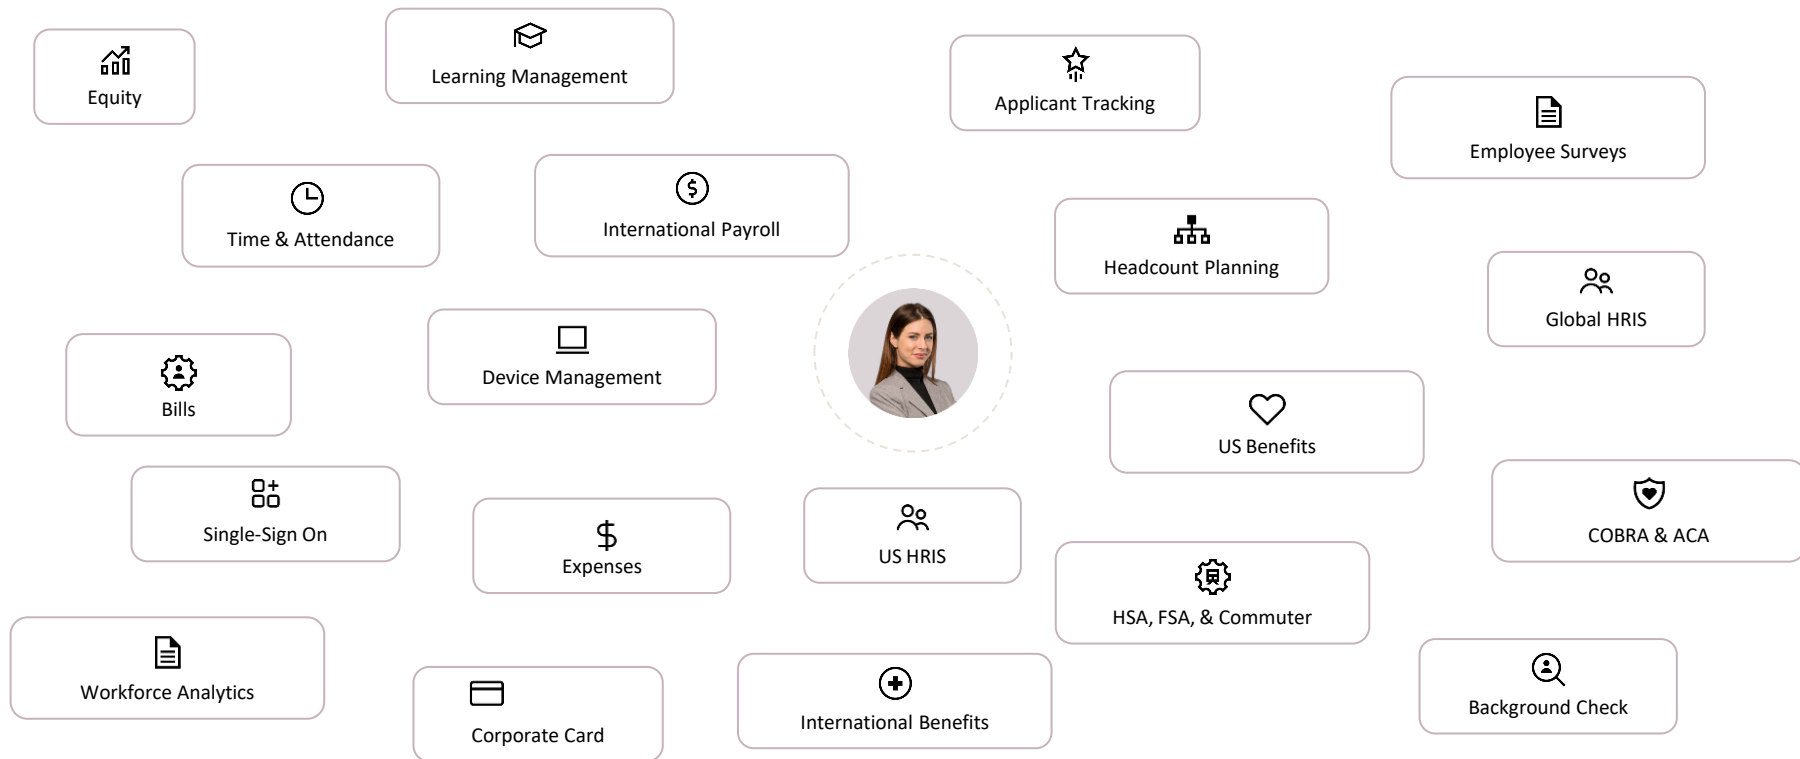 Equity
Learning Management
Applicant Tracking
Employee Surveys
Time & Attendance
International Payroll
Headcount Planning
Global HRIS
Device Management
Bills
US Benefits
Single-Sign On
Expenses
US HRIS
COBRA & ACA
HSA, FSA, & Commuter
Workforce Analytics
Corporate Card
International Benefits
Background Check